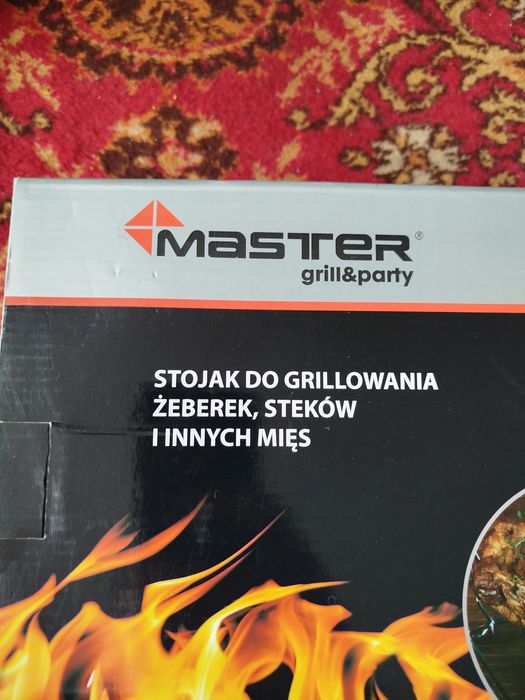 MASTER®
grill&party
STOJAK DO GRILLOWANIA
ŻEBEREK, STEKÓW
I INNYCH MIĘS